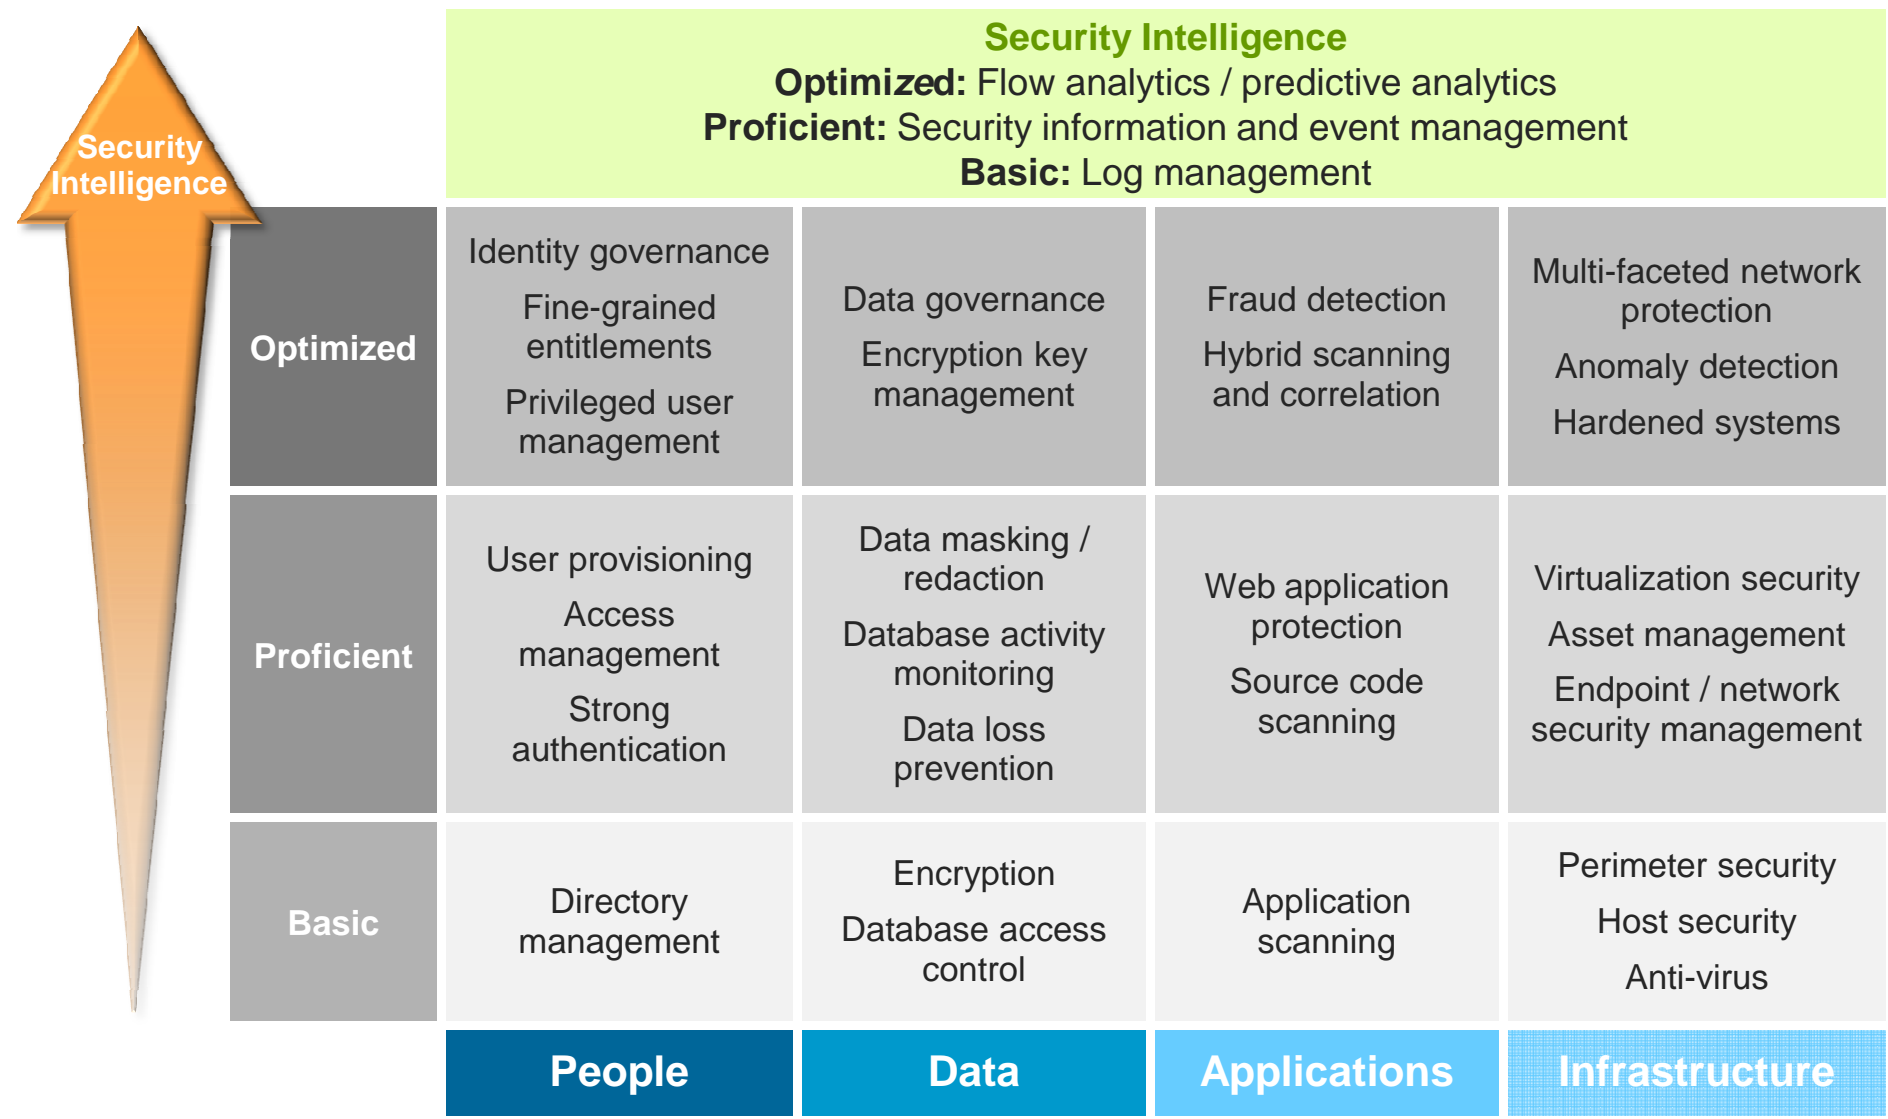 Security Intelligence
Optimized: Flow analytics / predictive analytics
Proficient: Security information and event management
Basic: Log management
Security
Intelligence
Optimized
Identity governance
Fine-grained
entitlements
Privileged user
management
Data governance
Encryption key
management
Fraud detection
Hybrid scanning
and correlation
Multi-faceted network
protection
Anomaly detection
Hardened systems
Proficient
User provisioning
Access
management
Strong
authentication
Data masking /
redaction
Database activity
monitoring
Data loss
prevention
Web application
protection
Source code
scanning
Virtualization security
Asset management
Endpoint / network
security management
Basic
Directory
management
Encryption
Database access
control
Application
scanning
Perimeter security
Host security
Anti-virus
People
Data
Applications
Infrastructure